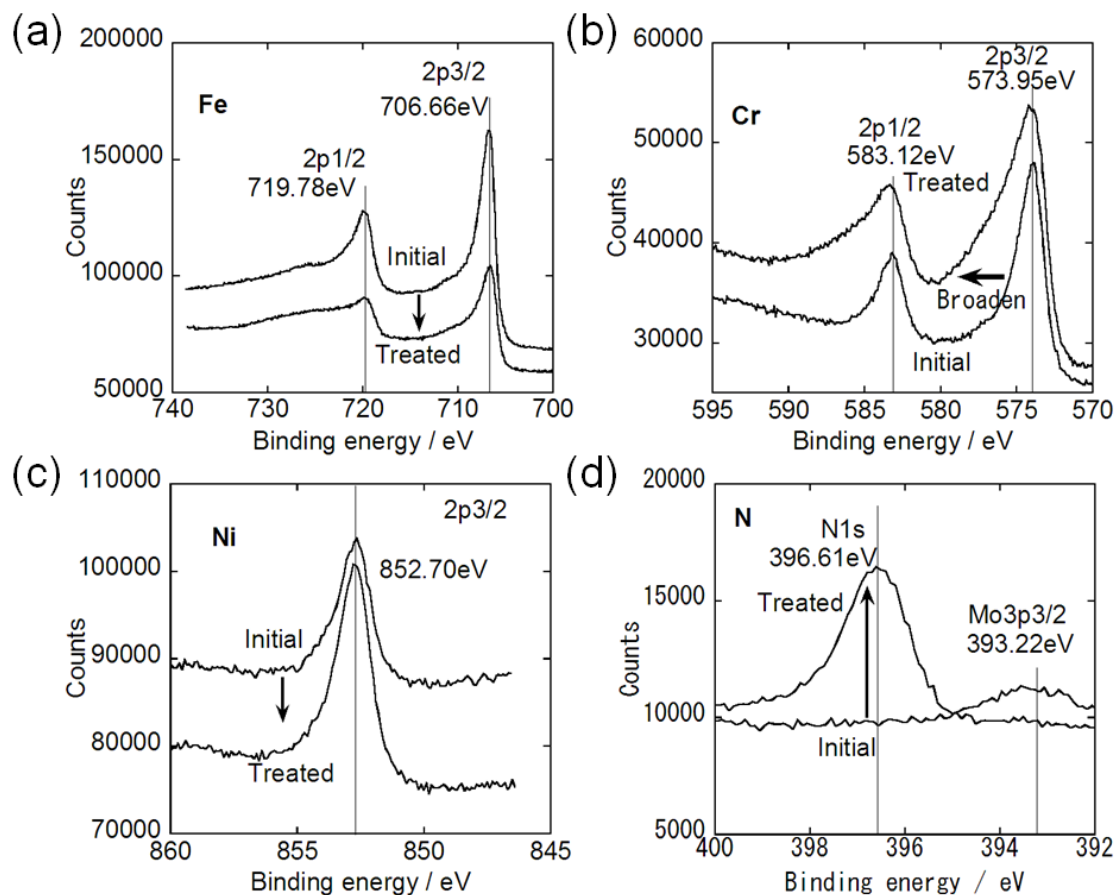 (a)
200000
150000
100000
50000
Counts
Fe
2p3/2
706.66eV
2p1/2
719.78eV
Initial
Treated
740
730
720
710
700
Binding energy / eV
(b)
60000
50000
40000
30000
Counts
Cr
2p3/2
573.95eV
2p1/2
583.12eV
Treated
Broaden
Initial
595
590
585
580
575
570
Binding energy / eV
(c)
110000
100000
90000
80000
70000
Counts
Ni
2p3/2
852.70eV
Initial
Treated
860
855
850
845
Binding energy / eV
(d)
20000
15000
10000
5000
Counts
N
N1s
396.61eV
Treated
Mo3p3/2
393.22eV
Initial
400
398
396
394
392
Binding energy / eV